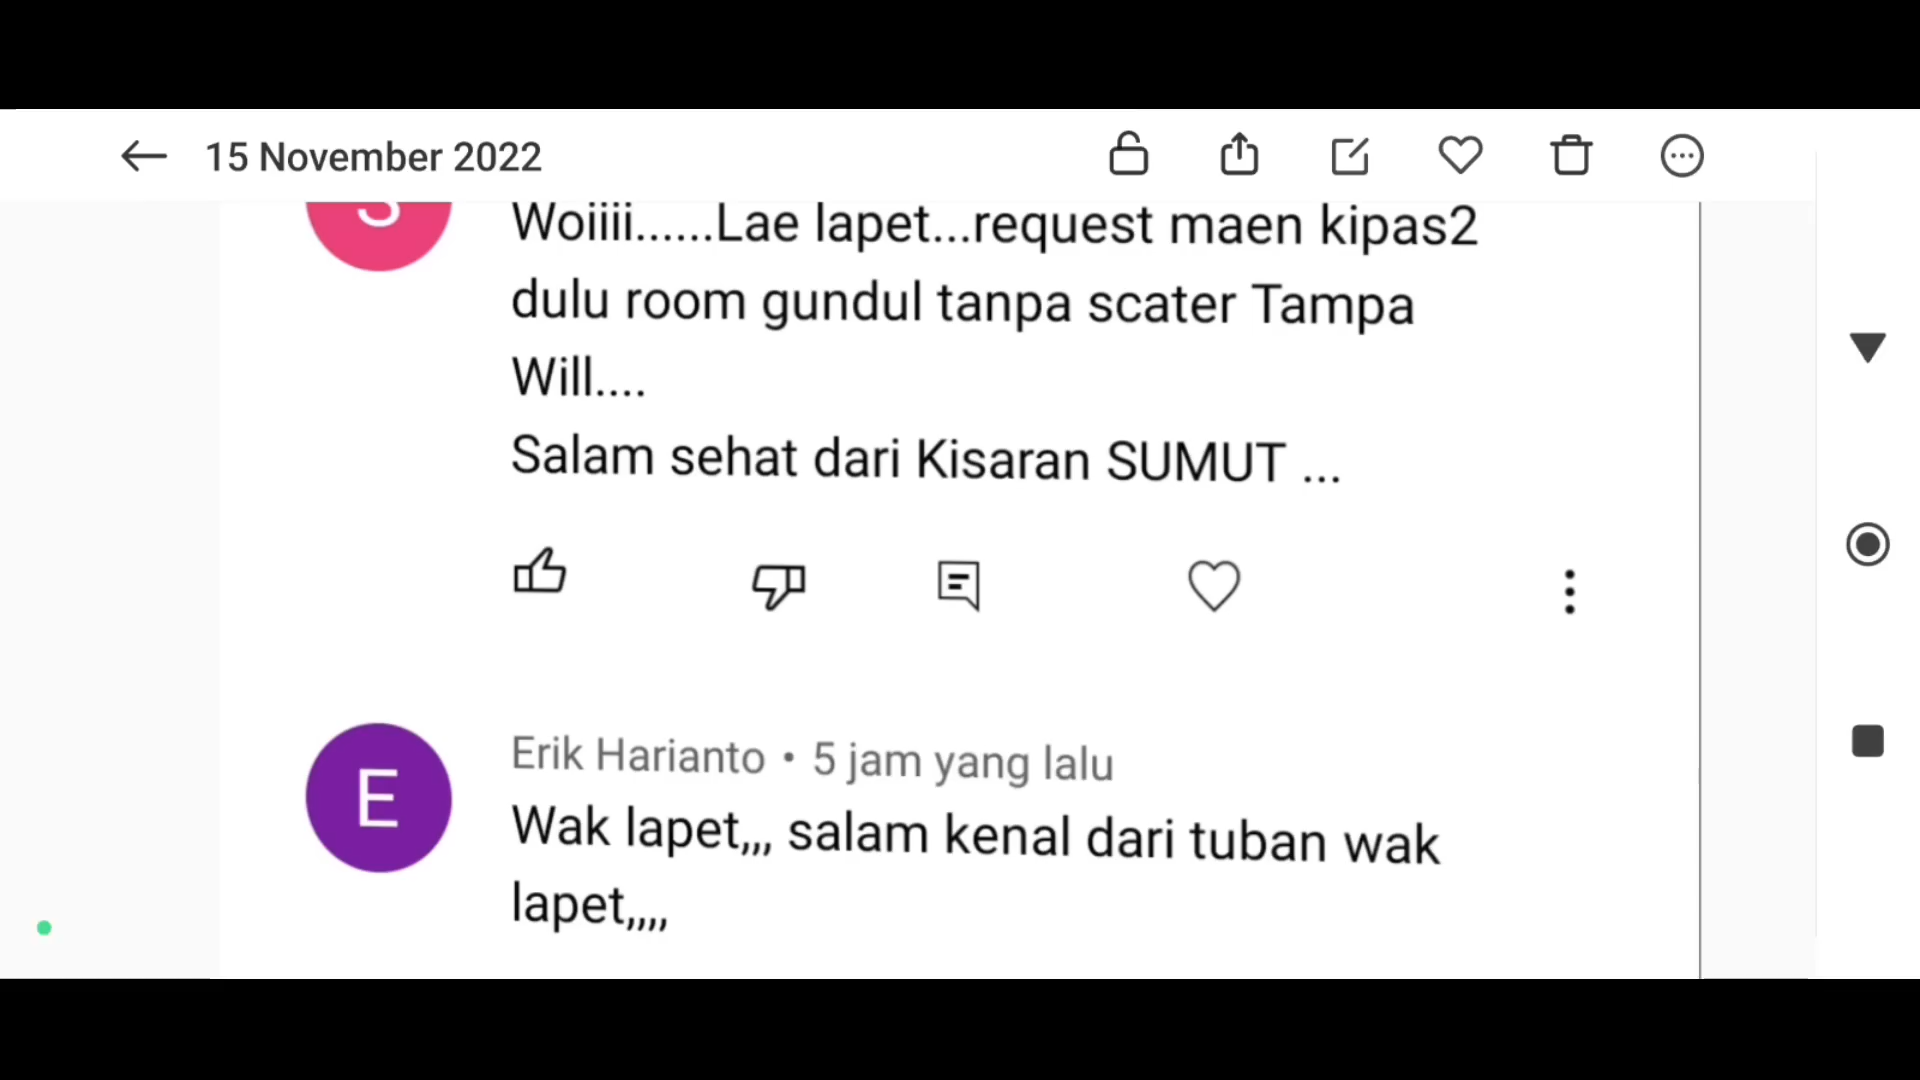 15 November 2022
S
Woiiii......Lae lapet...request maen kipas2
dulu room gundul tanpa scater Tampa
Will....
Salam sehat dari Kisaran SUMUT ...
E
Erik Harianto • 5 jam yang lalu
Wak lapet,,, salam kenal dari tuban wak
lapet,,,,